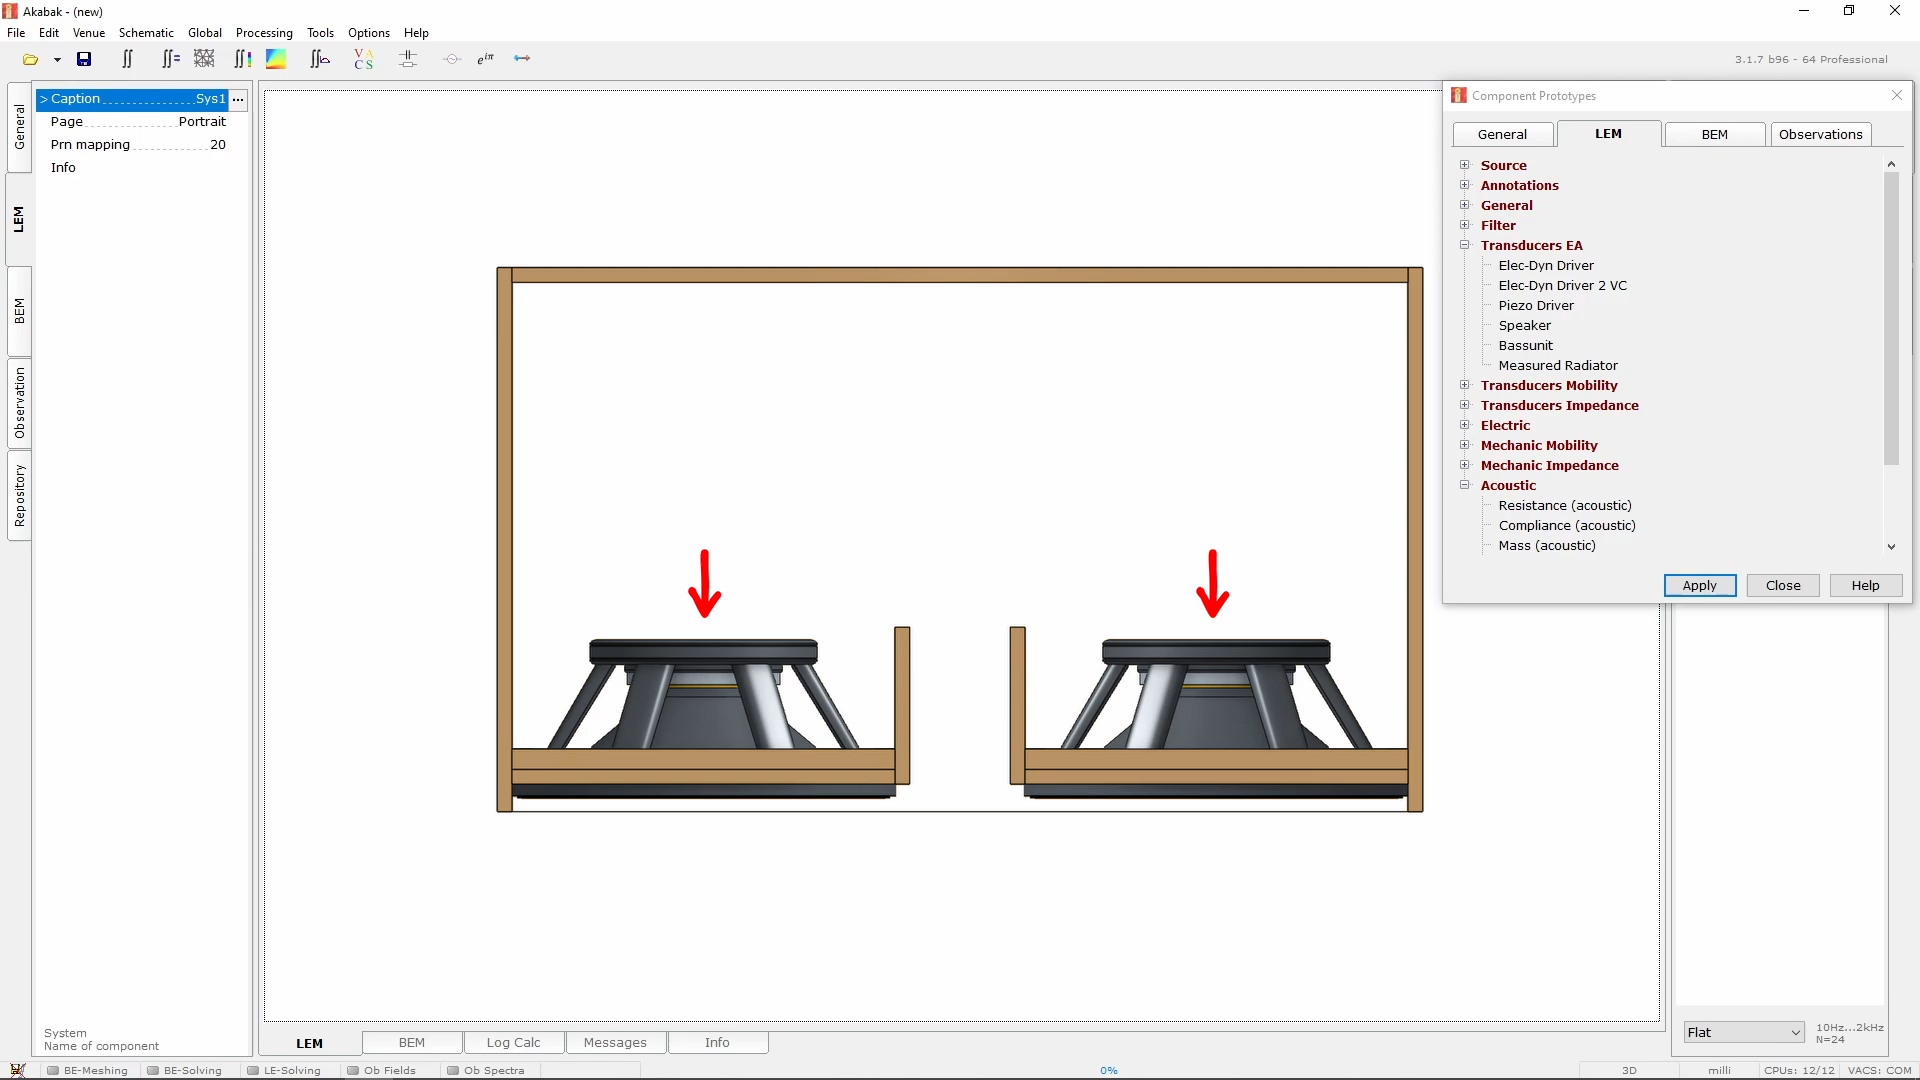 Akabak - (new)
File Edit Venue Schematic Global Processing Tools Options Help
V A C S
e^iπ
3.1.7 b96 - 64 Professional
General
LEM
BEM
Observation
Repository
> Caption Sys1 ...
Page Portrait
Prn mapping 20
Info
Component Prototypes
General LEM BEM Observations
Source
Annotations
General
Filter
Transducers EA
Elec-Dyn Driver
Elec-Dyn Driver 2 VC
Piezo Driver
Speaker
Bassunit
Measured Radiator
Transducers Mobility
Transducers Impedance
Electric
Mechanic Mobility
Mechanic Impedance
Acoustic
Resistance (acoustic)
Compliance (acoustic)
Mass (acoustic)
Apply Close Help
System
Name of component
LEM BEM Log Calc Messages Info
Flat
10Hz...2kHz
N=24
BE-Meshing BE-Solving LE-Solving Ob Fields Ob Spectra 0% 3D milli CPUs: 12/12 VACS: COM